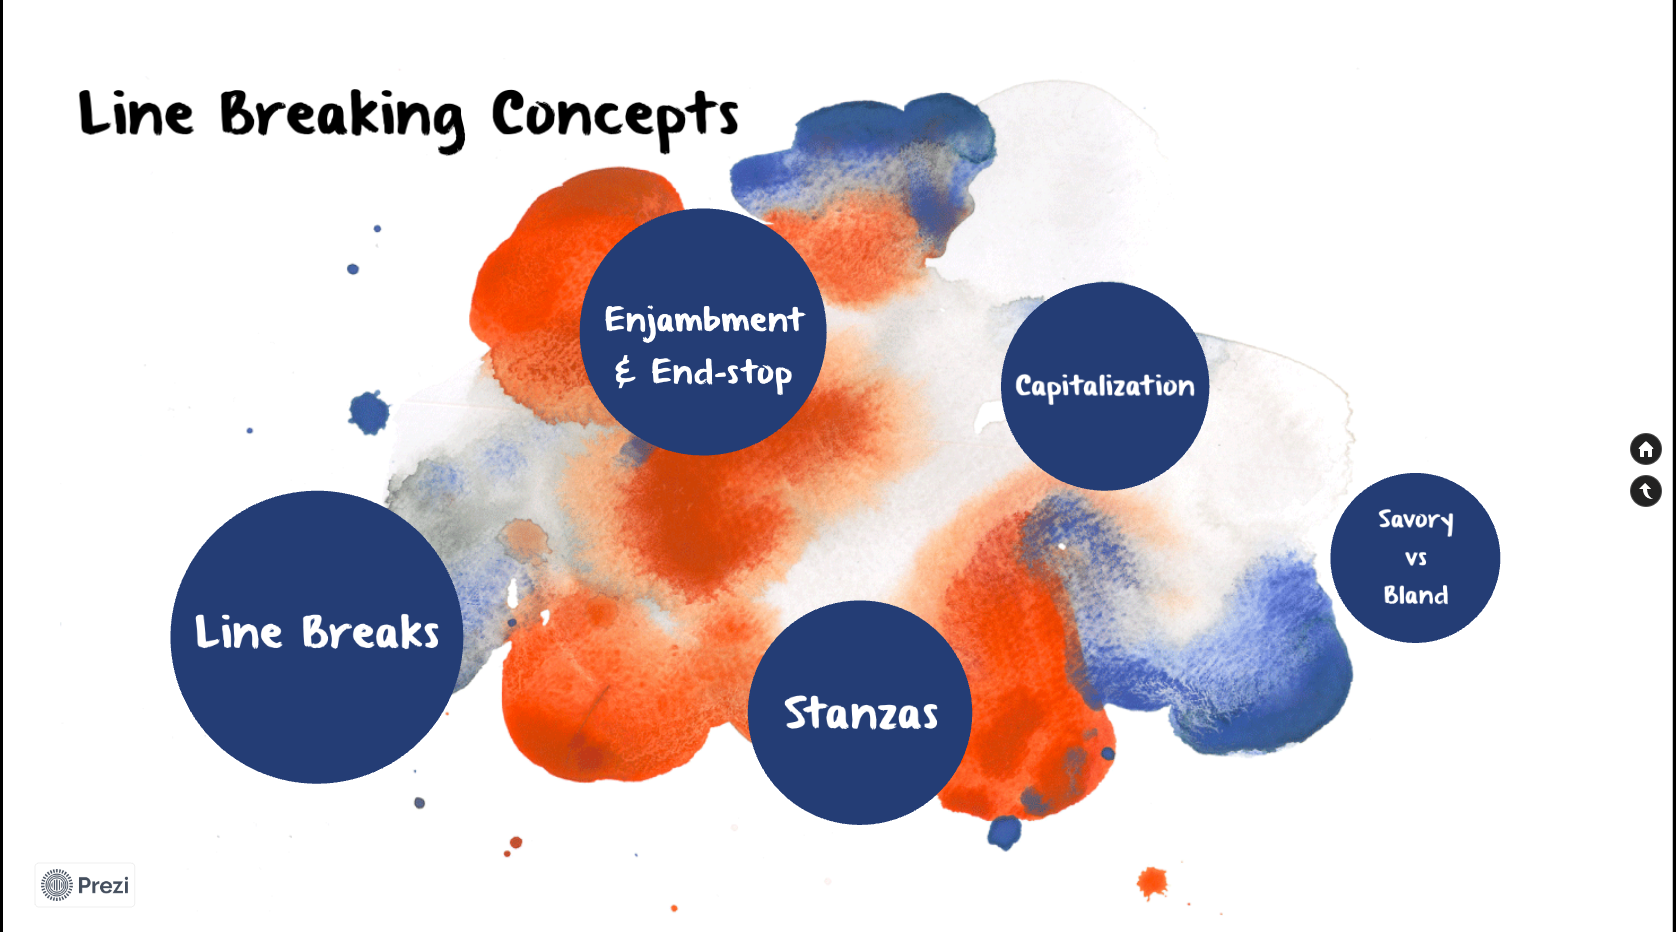 Line Breaking Concepts
Enjambment
& End-stop
Capitalization
Savory
vs
Bland
Line Breaks
Stanzas
Prezi